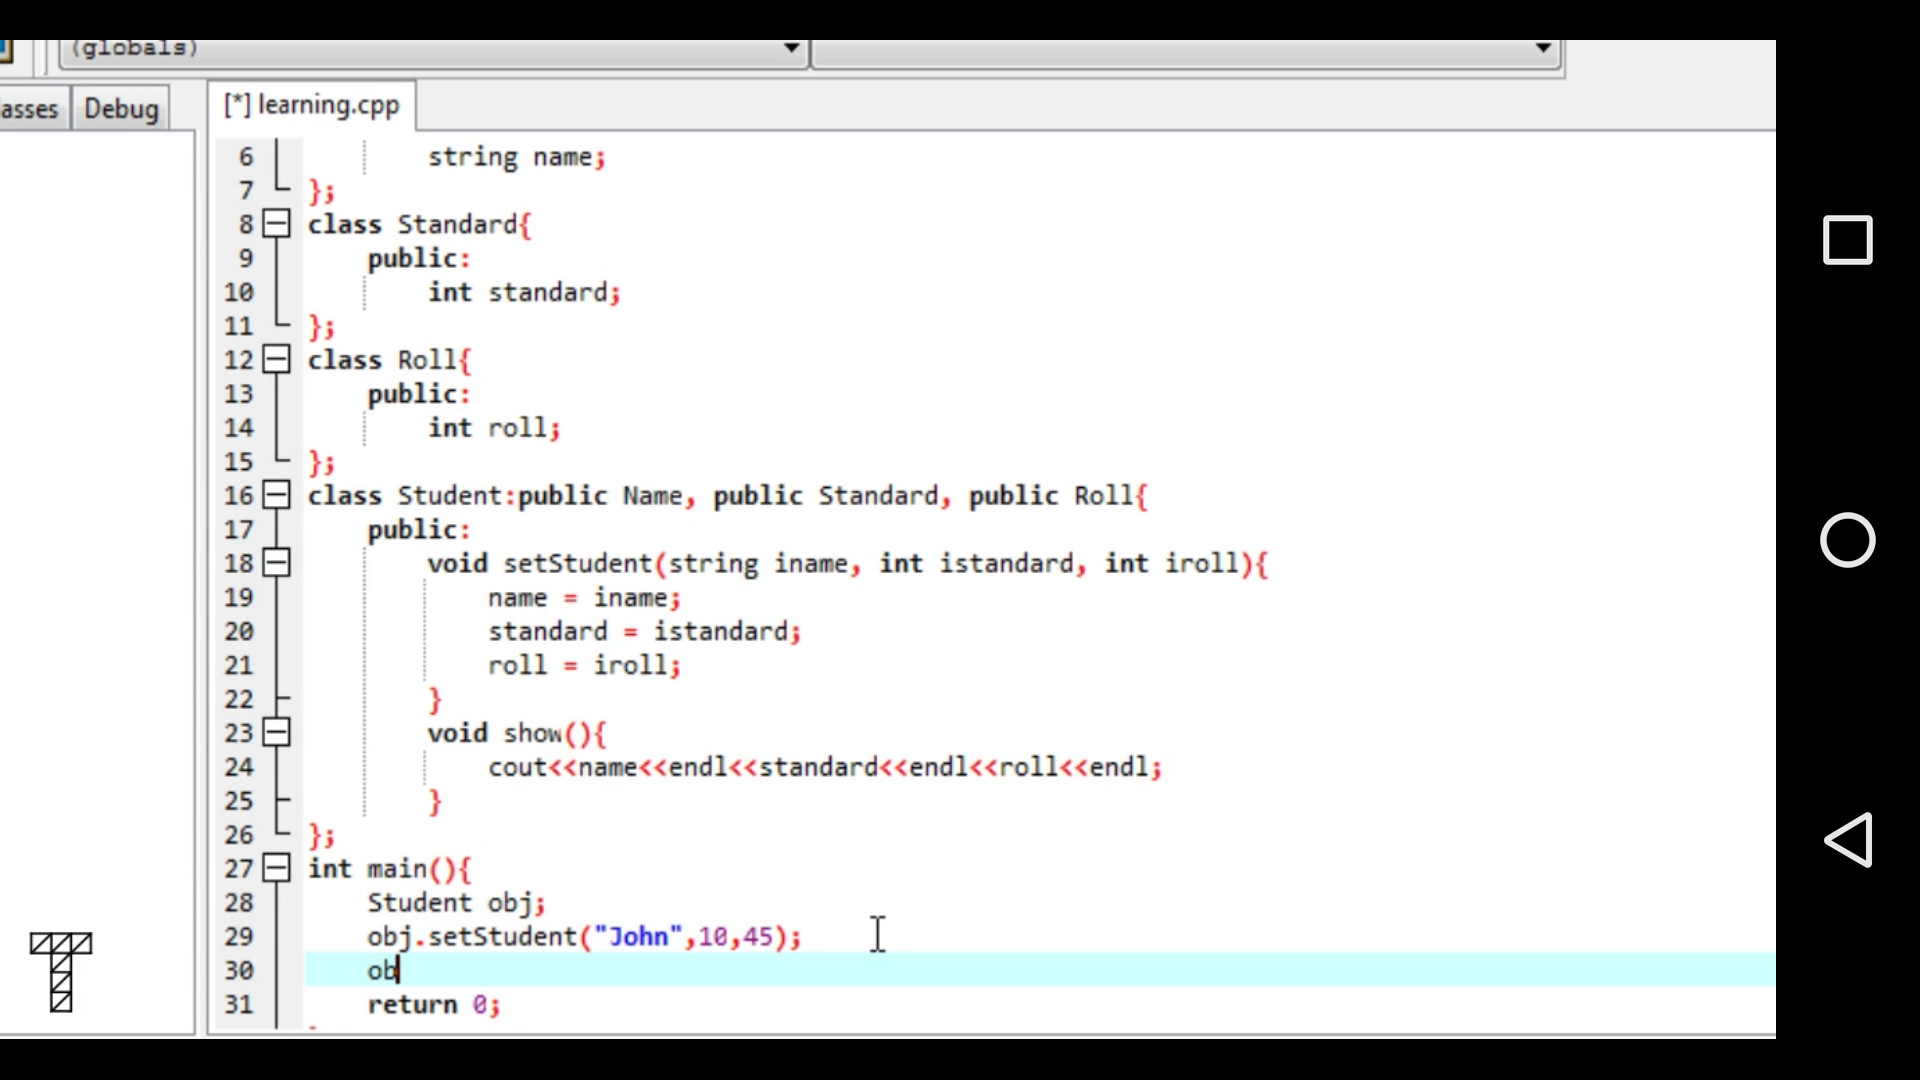 (globals)
asses Debug [*] learning.cpp
6 string name;
7 };
8 class Standard{
9 public:
10 int standard;
11 };
12 class Roll{
13 public:
14 int roll;
15 };
16 class Student:public Name, public Standard, public Roll{
17 public:
18 void setStudent(string iname, int istandard, int iroll){
19 name = iname;
20 standard = istandard;
21 roll = iroll;
22 }
23 void show(){
24 cout<<name<<endl<<standard<<endl<<roll<<endl;
25 }
26 };
27 int main(){
28 Student obj;
29 obj.setStudent("John",10,45);
30 ob
31 return 0;